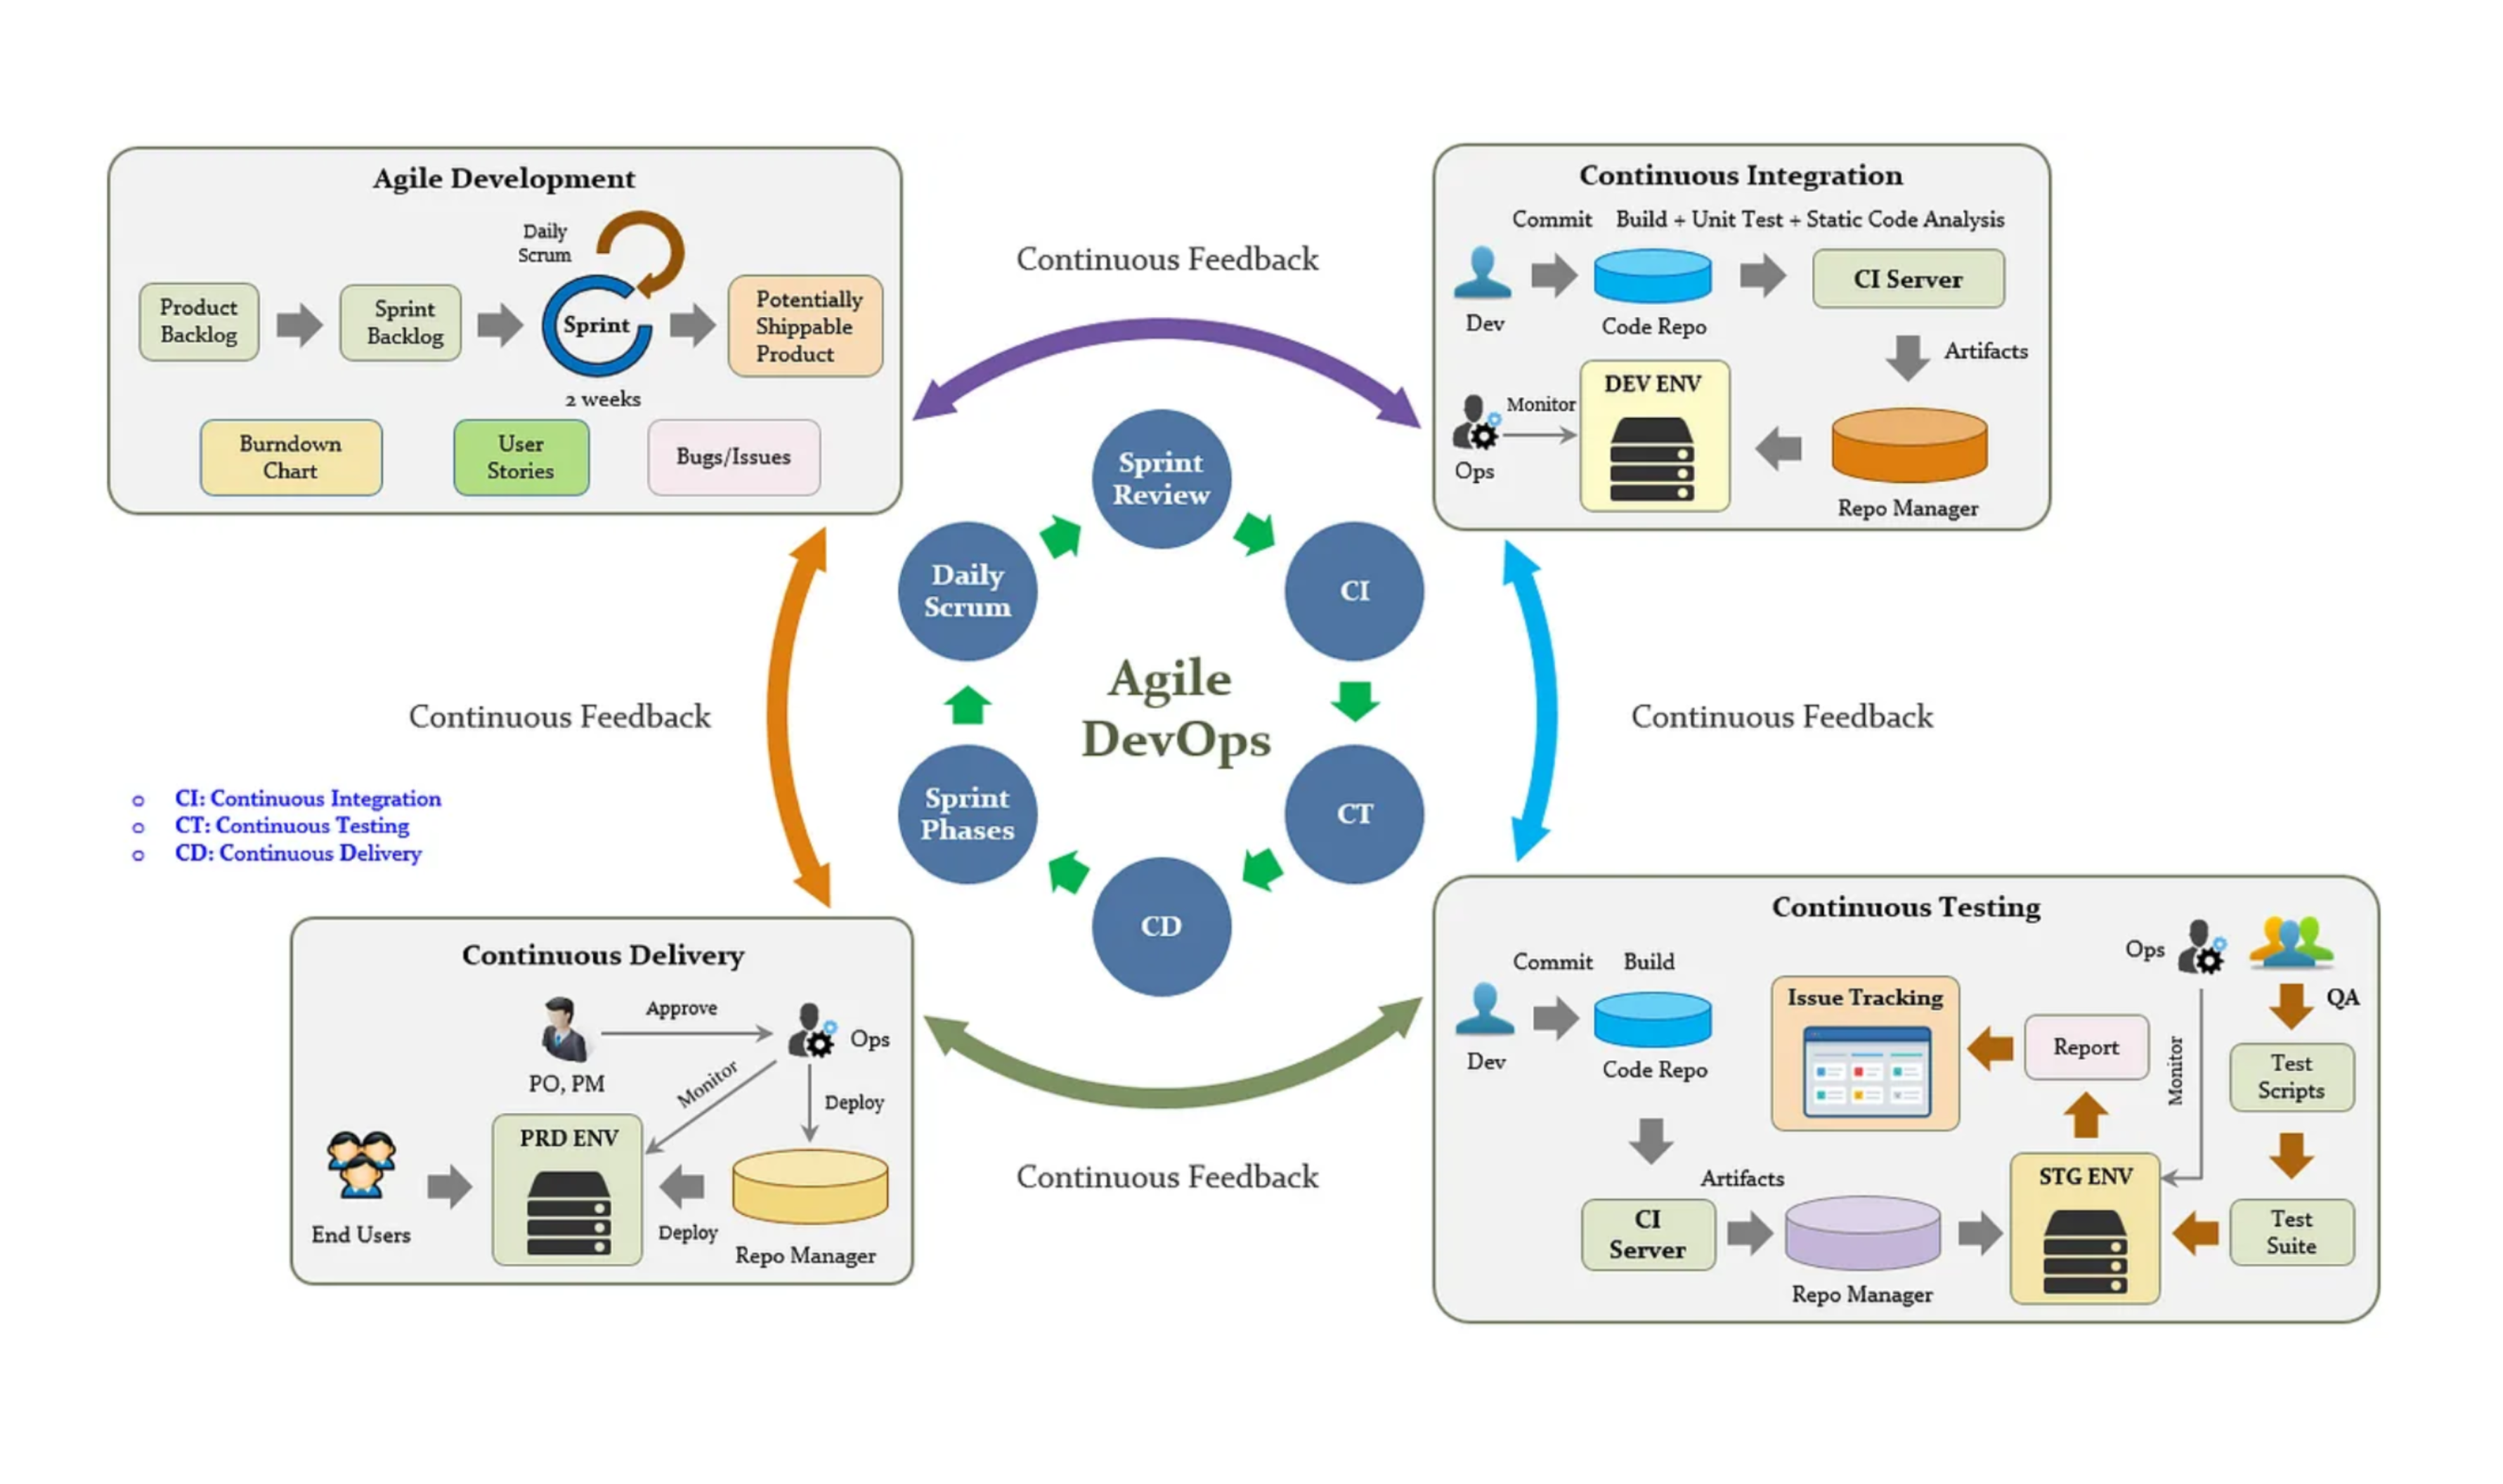 Agile Development
Daily
Scrum
Product
Backlog
Sprint
Backlog
Sprint
Potentially
Shippable
Product
2 weeks
Burndown
Chart
User
Stories
Bugs/Issues
Continuous Feedback
Continuous Integration
Commit
Build + Unit Test + Static Code Analysis
CI Server
Dev
Code Repo
Artifacts
DEV ENV
Monitor
Ops
Repo Manager
Sprint
Review
Daily
Scrum
CI
Agile
DevOps
Sprint
Phases
CT
CD
Continuous Feedback
Continuous Feedback
CI: Continuous Integration
CT: Continuous Testing
CD: Continuous Delivery
Continuous Delivery
Approve
Ops
PO, PM
Monitor
Deploy
PRD ENV
End Users
Deploy
Repo Manager
Continuous Feedback
Continuous Testing
Commit
Build
Dev
Code Repo
Issue Tracking
Ops
QA
Report
Monitor
Test
Scripts
Artifacts
CI
Server
Repo Manager
STG ENV
Test
Suite